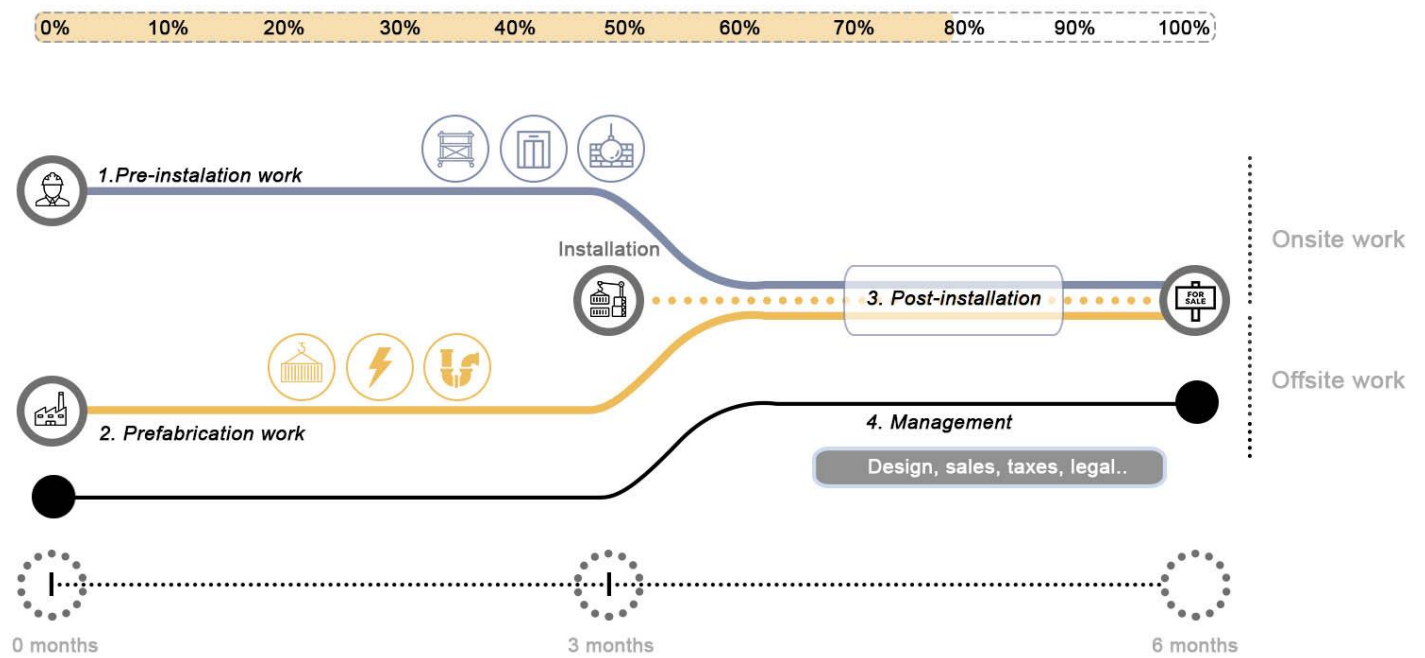 0% 10% 20% 30% 40% 50% 60% 70% 80% 90% 100%
1.Pre-instalation work
Onsite work
Installation
FOR
SALE
3. Post-installation
Offsite work
2. Prefabrication work
4. Management
Design, sales, taxes, legal..
0 months 3 months 6 months